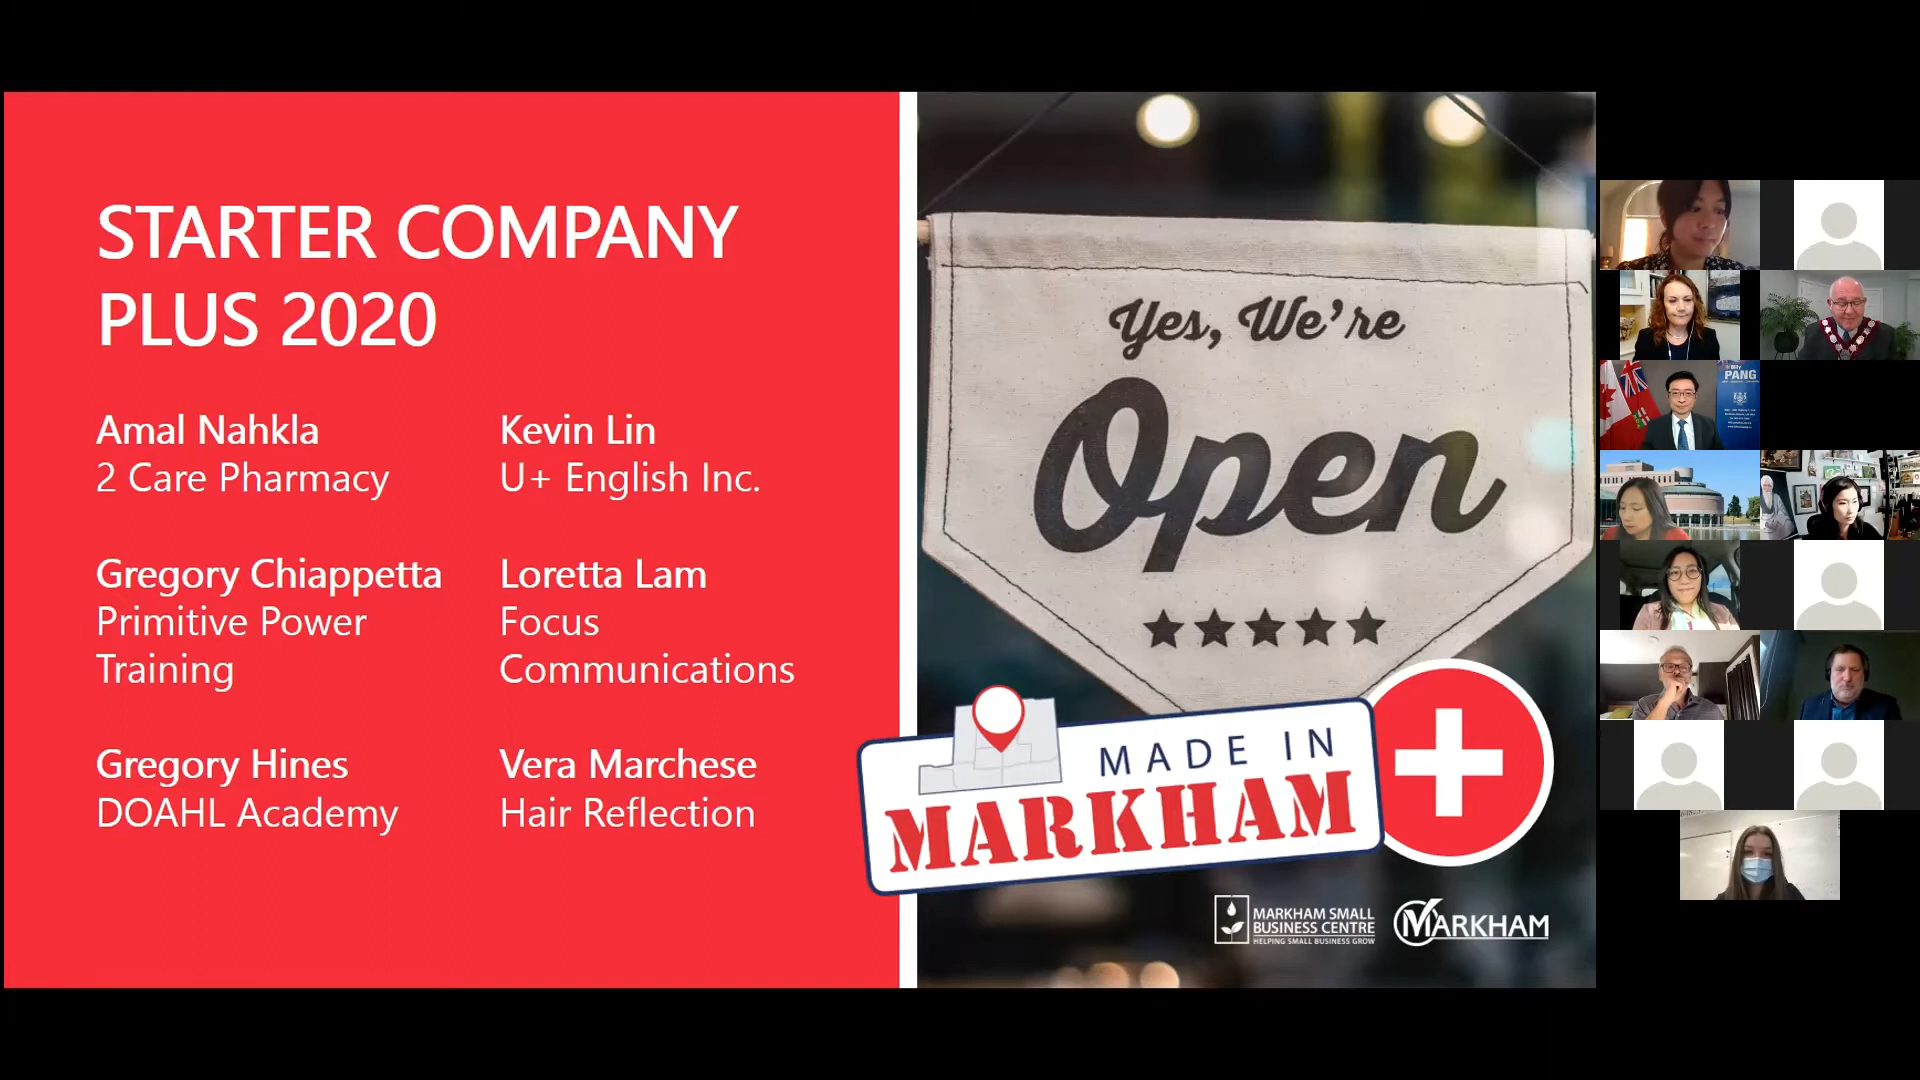 STARTER COMPANY
PLUS 2020
Amal Nahkla
2 Care Pharmacy
Gregory Chiappetta
Primitive Power
Training
Gregory Hines
DOAHL Academy
Kevin Lin
U+ English Inc.
Loretta Lam
Focus
Communications
Vera Marchese
Hair Reflection
Yes, We're
Open
MADE IN
MARKHAM
MARKHAM SMALL
BUSINESS CENTRE
HELPING SMALL BUSINESS GROW
MARKHAM
PANG